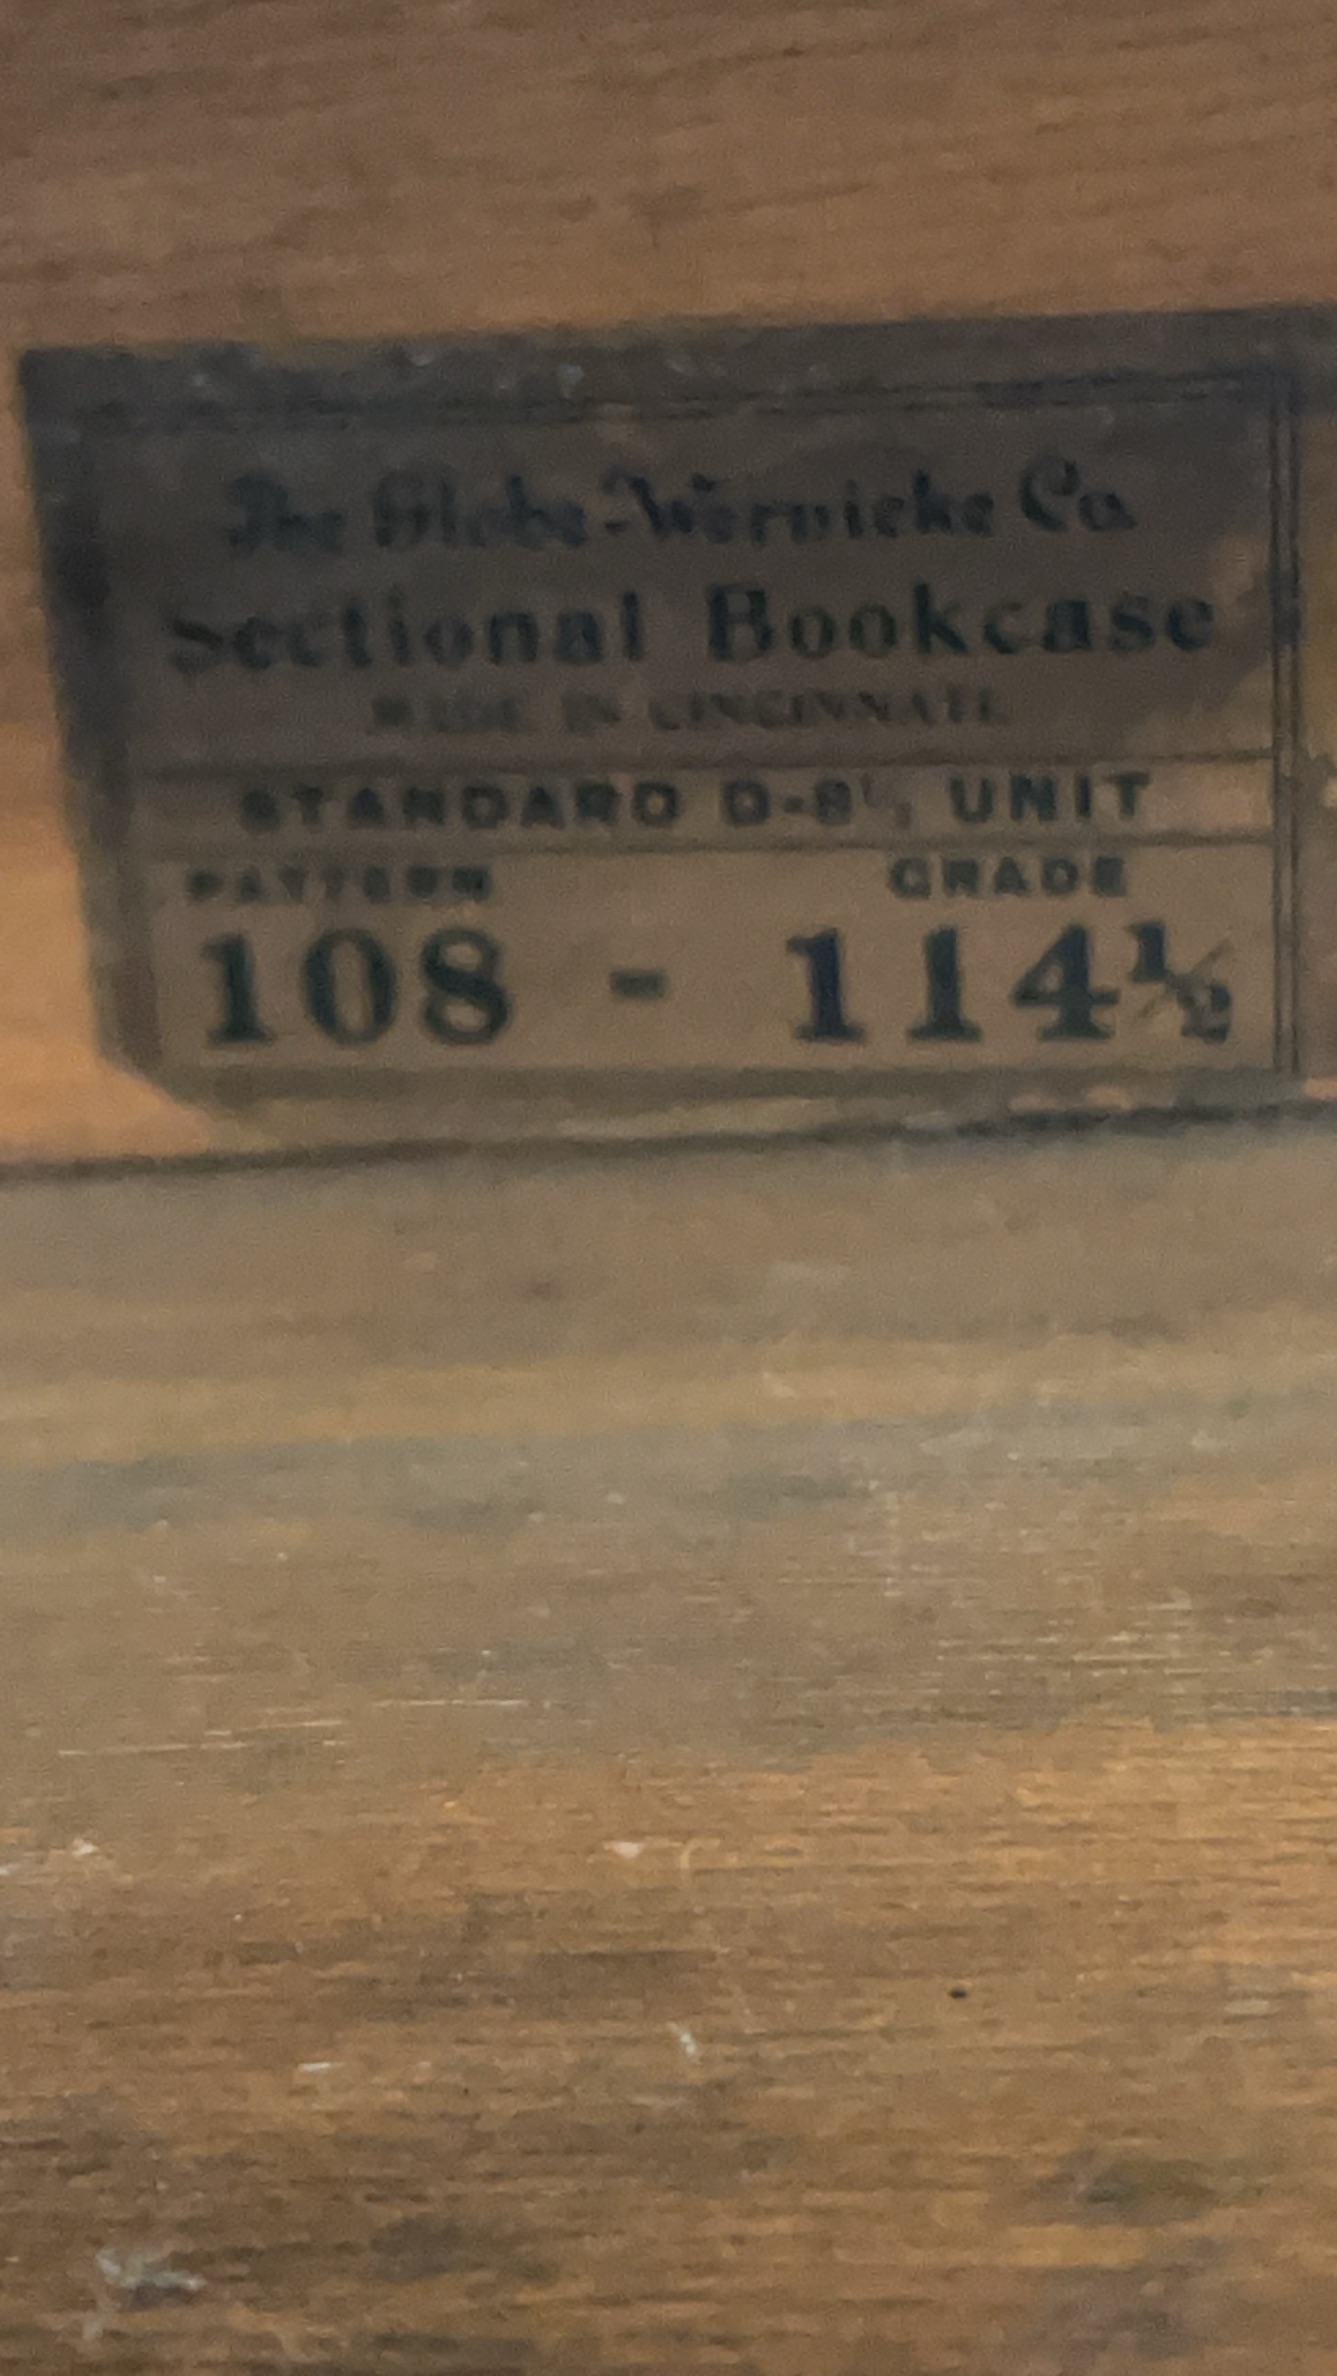 The Globe-Wernicke Co.
Sectional Bookcase
MADE IN CINCINNATI
STANDARD D-8½ UNIT
PATTERN GRADE
108 - 114½